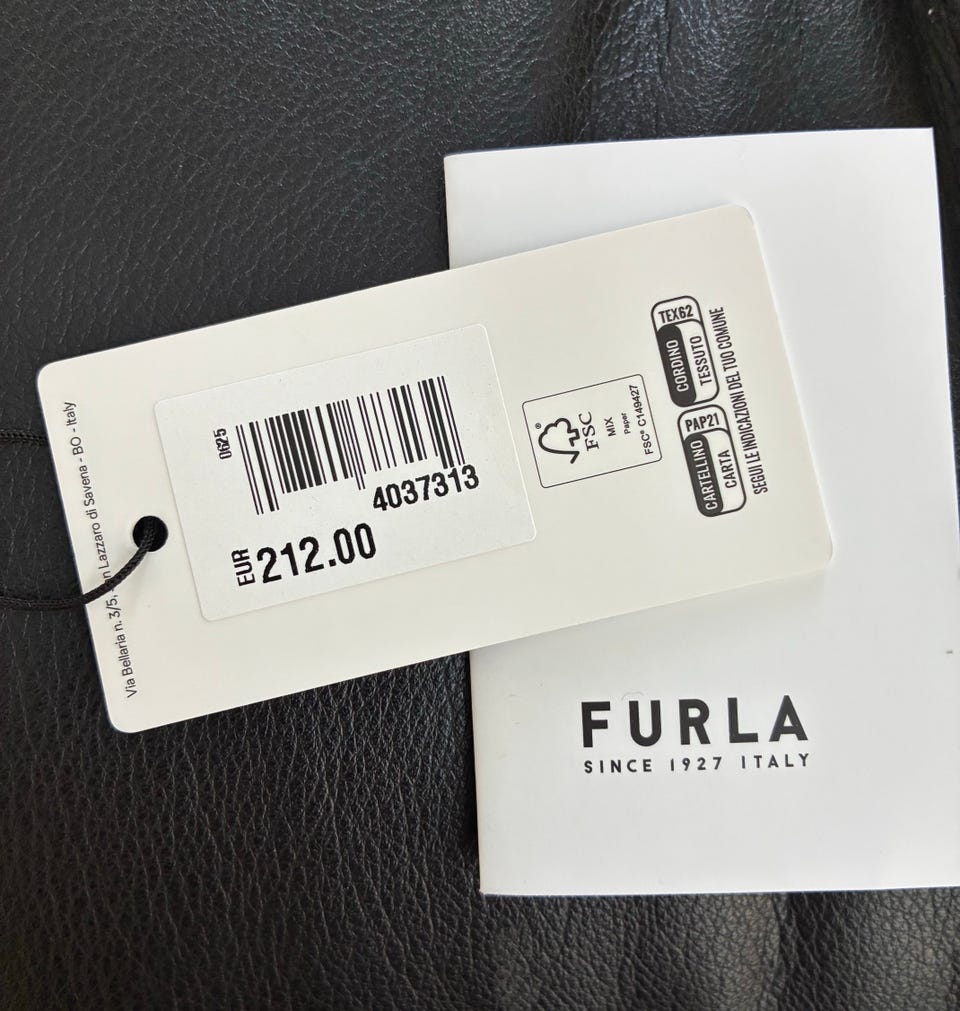 Via Bellaria n. 3/5, n Lazzaro di Savena - BO - Italy
0625
4037313
EUR 212.00
FSC®
MIX
Paper
FSC® C149427
TEX62
CORDINO
TESSUTO
PAP21
CARTELLINO
CARTA
SEGUI LE INDICAZIONI DEL TUO COMUNE
FURLA
SINCE 1927 ITALY